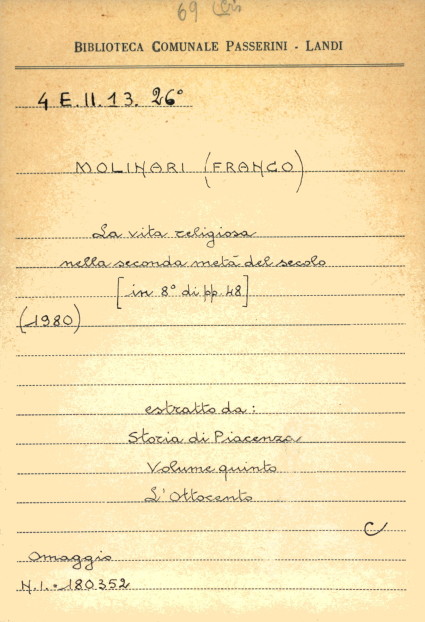 69
BIBLIOTECA COMUNALE PASSERINI - LANDI
4 E.II.13. 26°
MOLINARI (FRANCO)
La vita religiosa
nella seconda metà del secolo
[in 8° di pp. 48]
(1980)
estratto da:
Storia di Piacenza
Volume quinto
L'Ottocento
C
Omaggio
N.I. = 180352